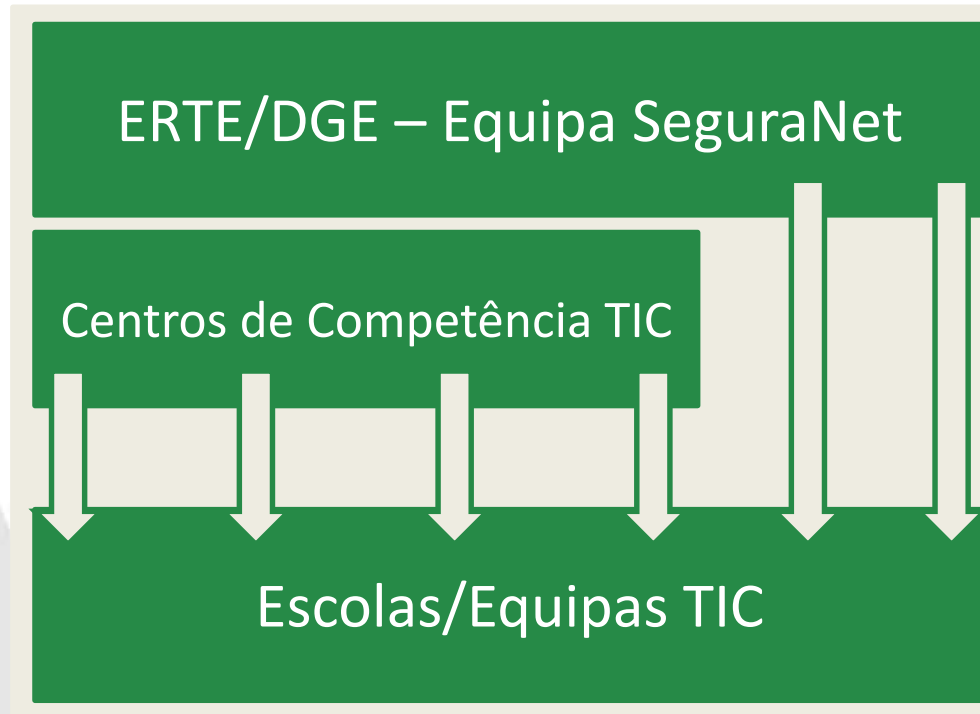 ERTE/DGE – Equipa SeguraNet
Centros de Competência TIC
Escolas/Equipas TIC